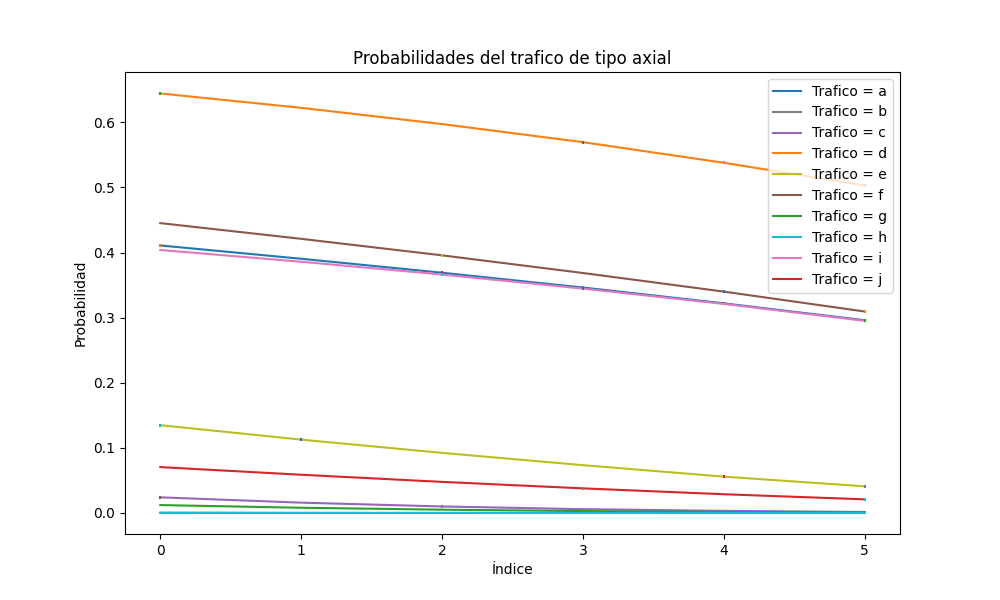 Probabilidades del trafico de tipo axial
Trafico = a
Trafico = b
Trafico = c
Trafico = d
Trafico = e
Trafico = f
Trafico = g
Trafico = h
Trafico = i
Trafico = j
Probabilidad
0.6
0.5
0.4
0.3
0.2
0.1
0.0
0 1 2 3 4 5
Índice